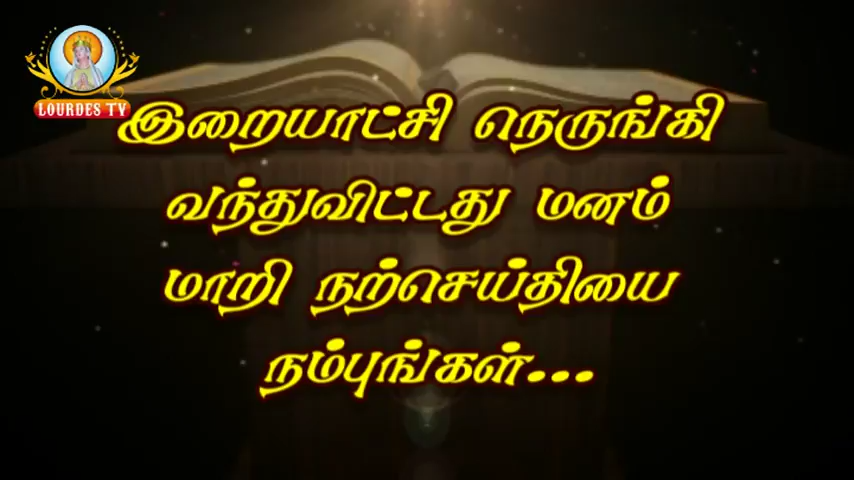 LOURDES TV
இறையாட்சி நெருங்கி
வந்துவிட்டது மனம்
மாறி நற்செய்தியை
நம்புங்கள்...